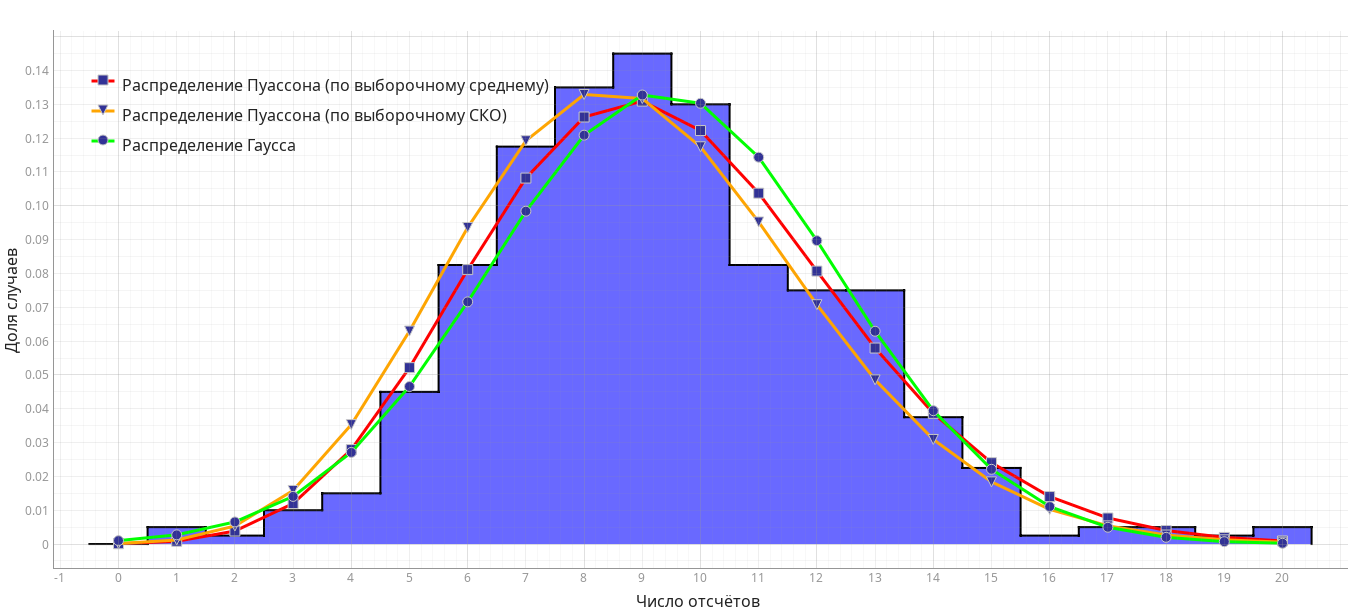 Распределение Пуассона (по выборочному среднему)
Распределение Пуассона (по выборочному СКО)
Распределение Гаусса
Доля случаев
0.14
0.13
0.12
0.11
0.10
0.09
0.08
0.07
0.06
0.05
0.04
0.03
0.02
0.01
0
-1 0 1 2 3 4 5 6 7 8 9 10 11 12 13 14 15 16 17 18 19 20
Число отсчётов